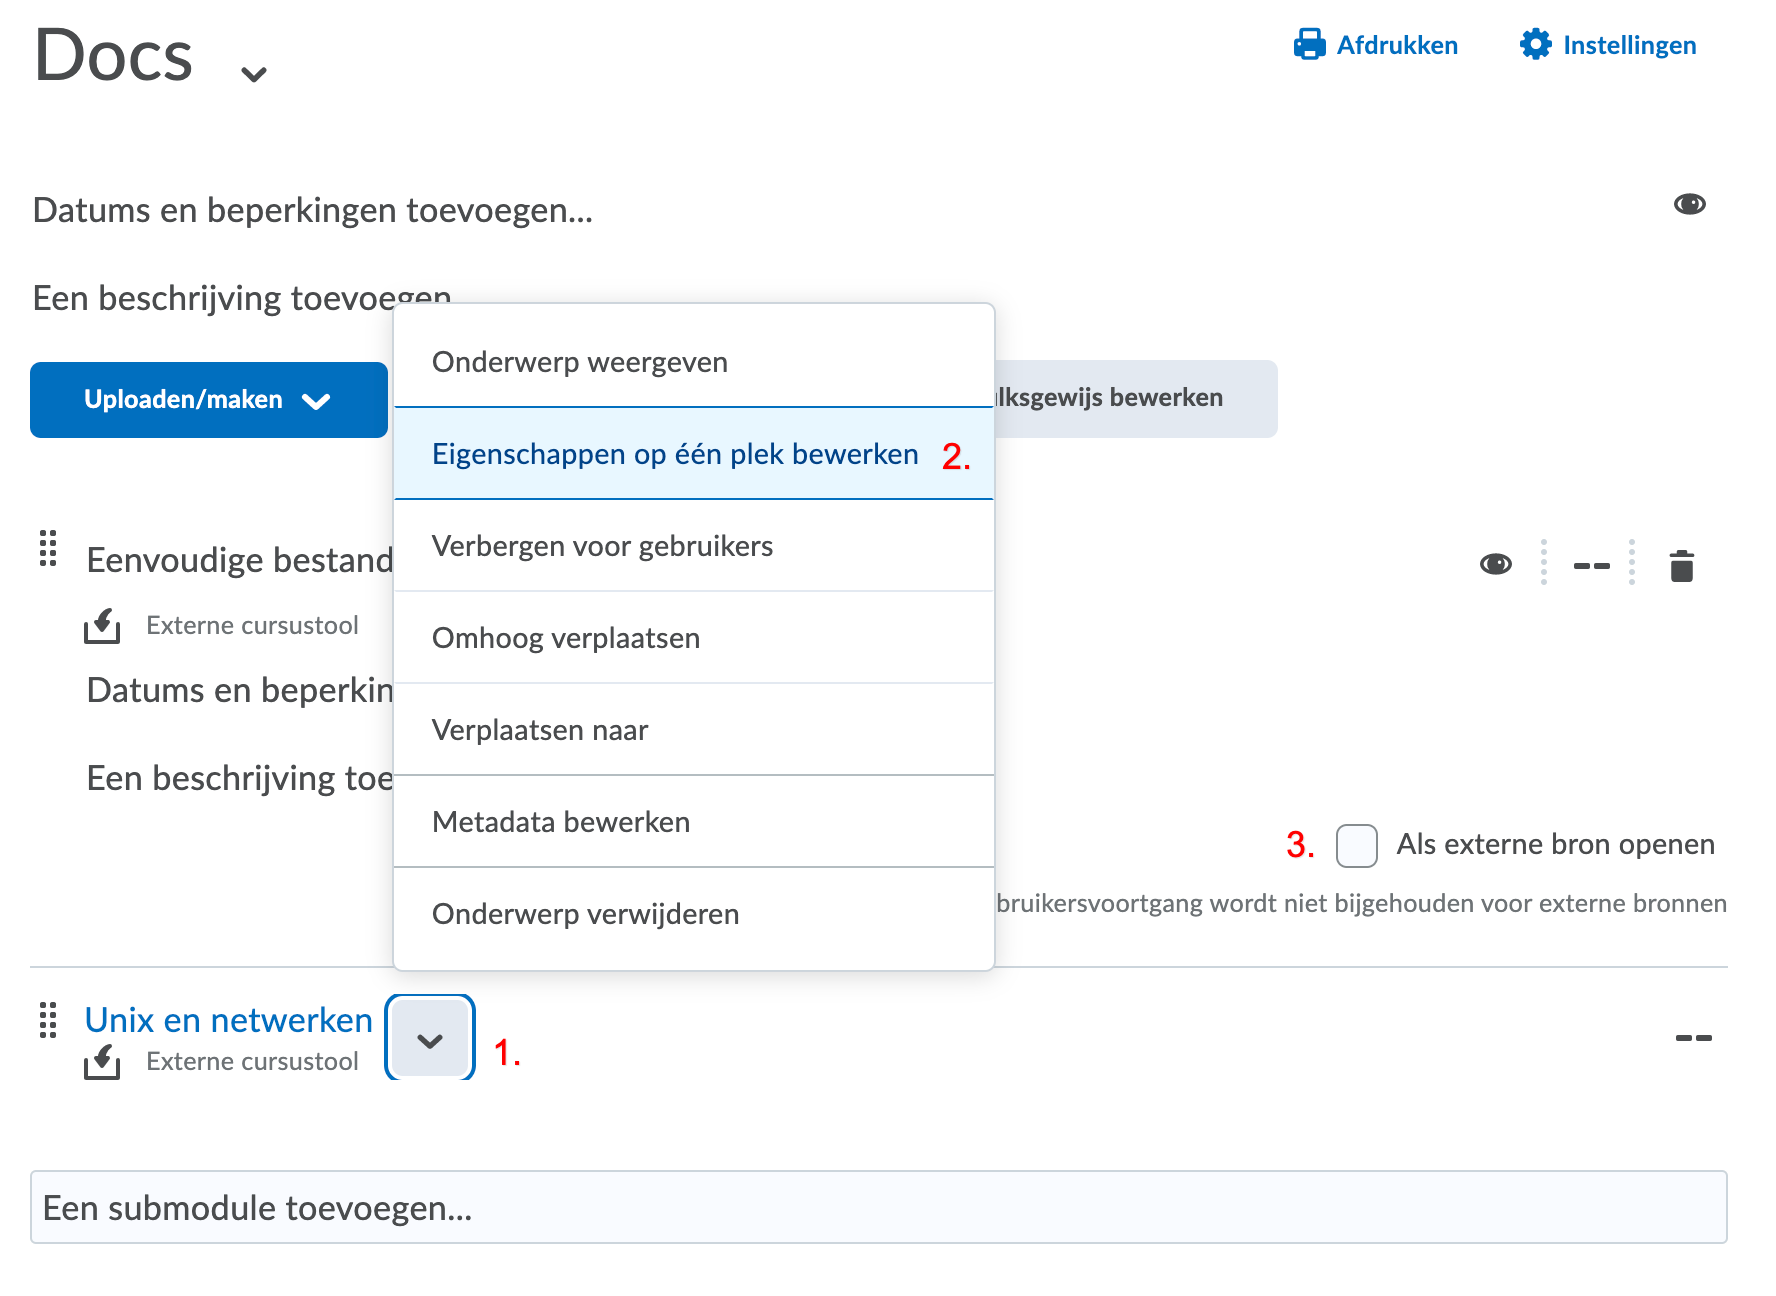 Docs
Afdrukken
Instellingen
Datums en beperkingen toevoegen...
Een beschrijving toevoegen
Uploaden/maken
lksgewijs bewerken
Onderwerp weergeven
Eigenschappen op één plek bewerken 2.
Verbergen voor gebruikers
Omhoog verplaatsen
Verplaatsen naar
Metadata bewerken
Onderwerp verwijderen
Eenvoudige bestand
Externe cursustool
Datums en beperkin
Een beschrijving toe
3. Als externe bron openen
bruikersvoortgang wordt niet bijgehouden voor externe bronnen
Unix en netwerken
Externe cursustool
1.
--
Een submodule toevoegen...